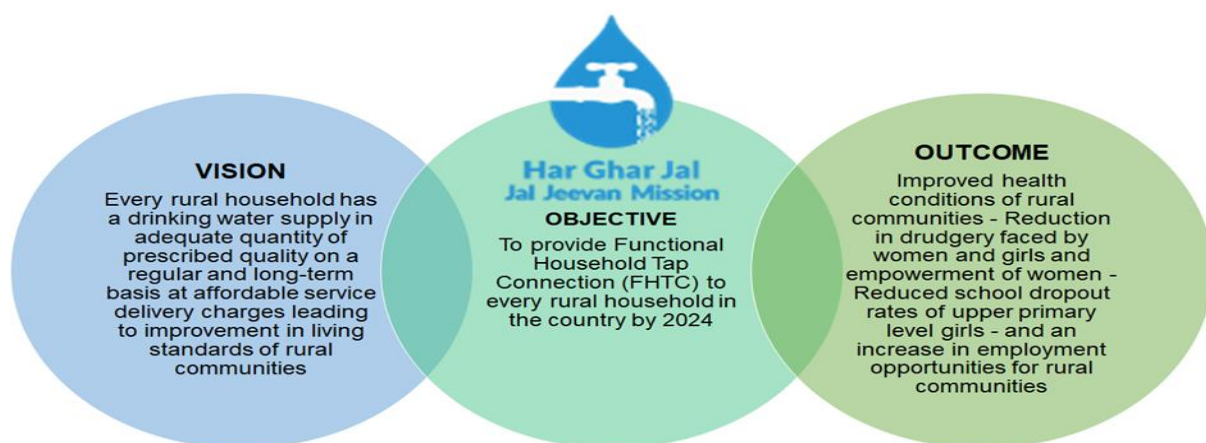 VISION
Every rural household has
a drinking water supply in
adequate quantity of
prescribed quality on a
regular and long-term
basis at affordable service
delivery charges leading
to improvement in living
standards of rural
communities
Har Ghar Jal
Jal Jeevan Mission
OBJECTIVE
To provide Functional
Household Tap
Connection (FHTC) to
every rural household in
the country by 2024
OUTCOME
Improved health
conditions of rural
communities - Reduction
in drudgery faced by
women and girls and
empowerment of women -
Reduced school dropout
rates of upper primary
level girls - and an
increase in employment
opportunities for rural
communities